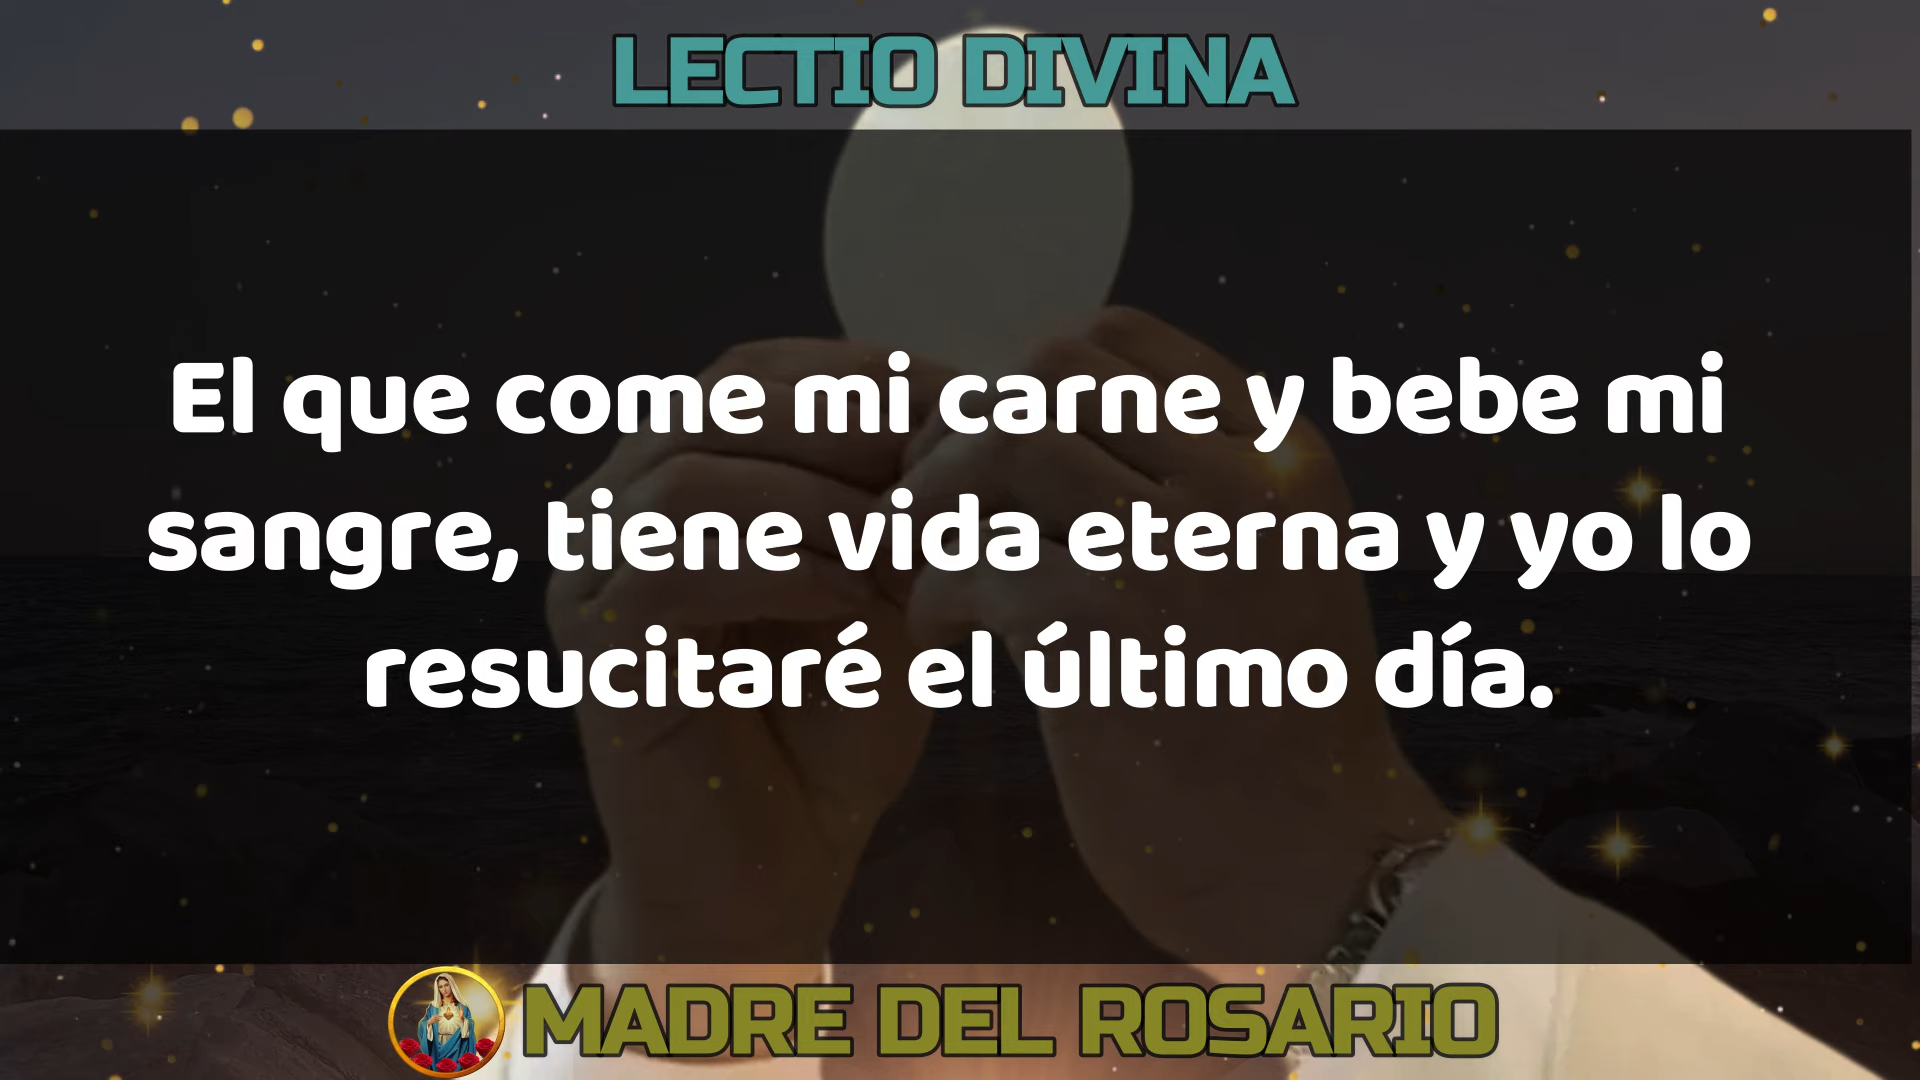 LECTIO DIVINA
El que come mi carne y bebe mi
sangre, tiene vida eterna y yo lo
resucitaré el último día.
MADRE DEL ROSARIO